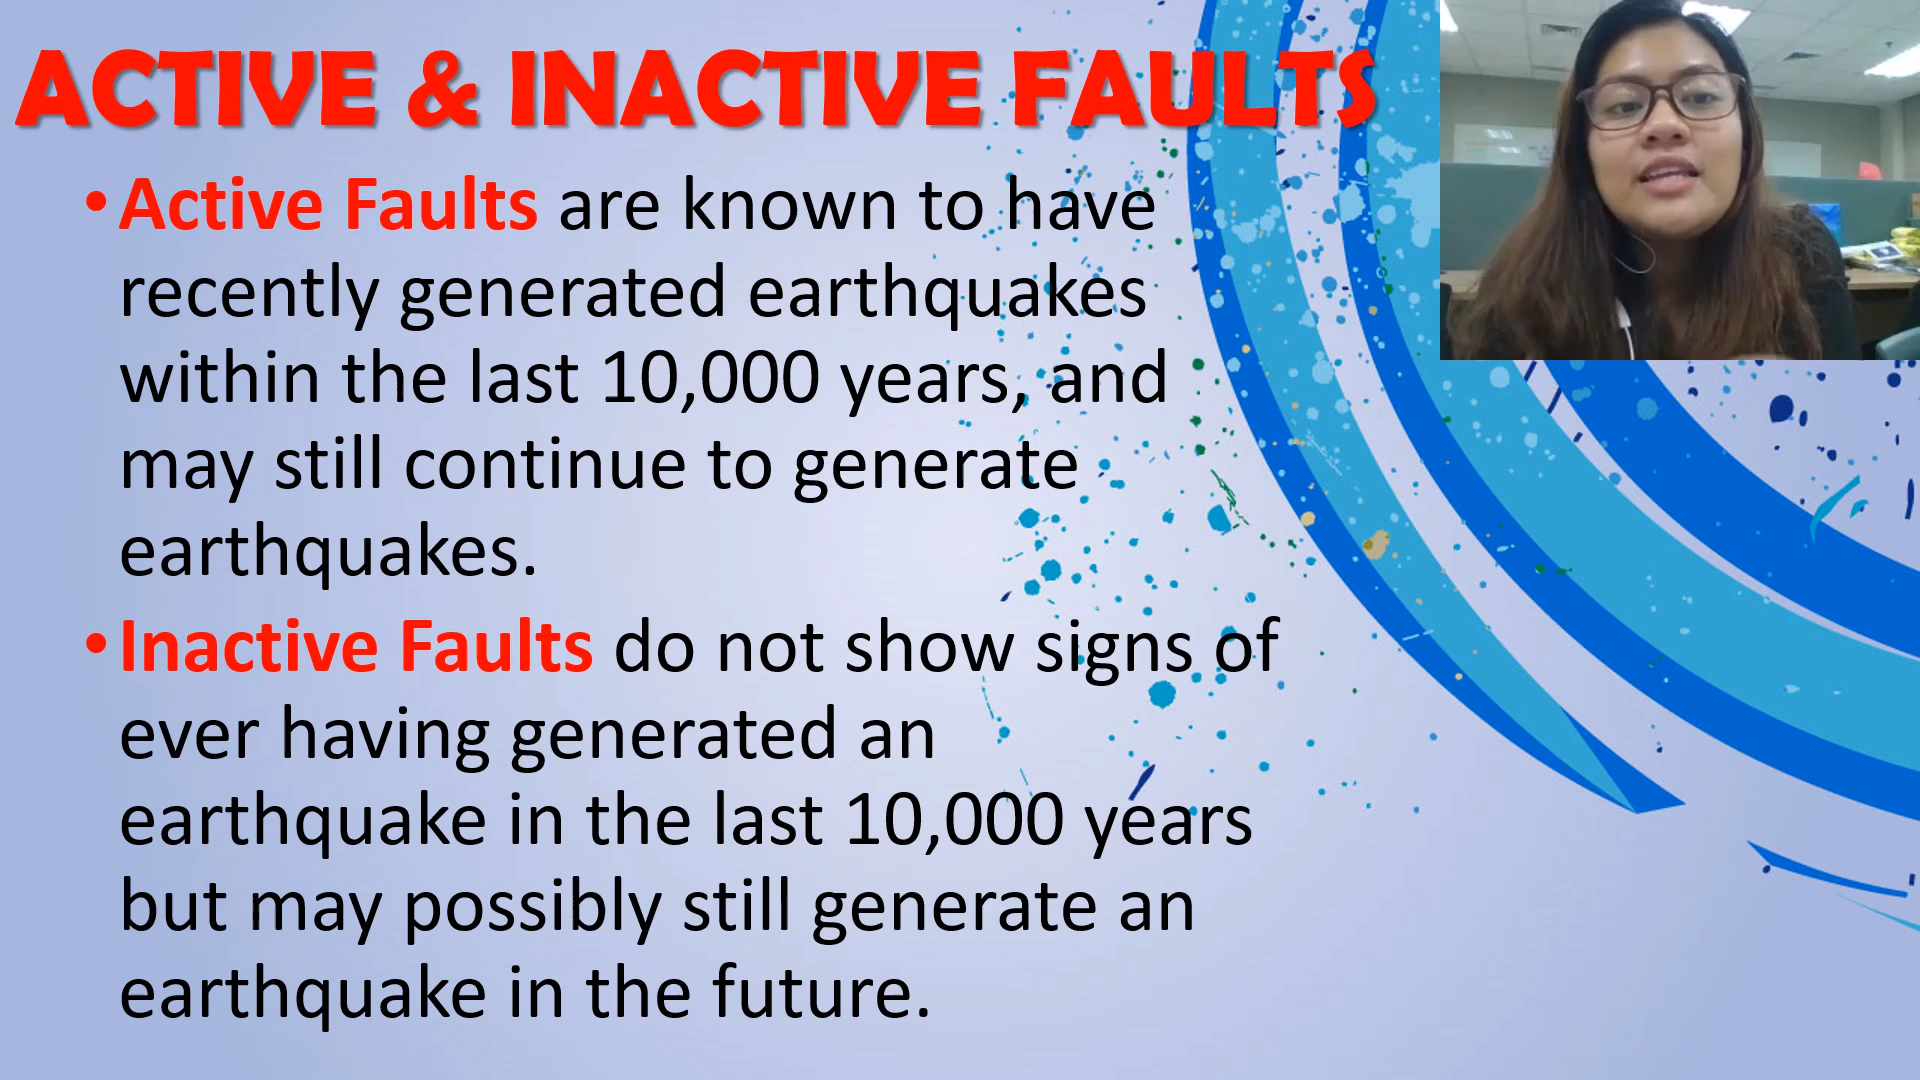 ACTIVE & INACTIVE FAULTS
• Active Faults are known to have
recently generated earthquakes
within the last 10,000 years, and
may still continue to generate
earthquakes.
• Inactive Faults do not show signs of
ever having generated an
earthquake in the last 10,000 years
but may possibly still generate an
earthquake in the future.